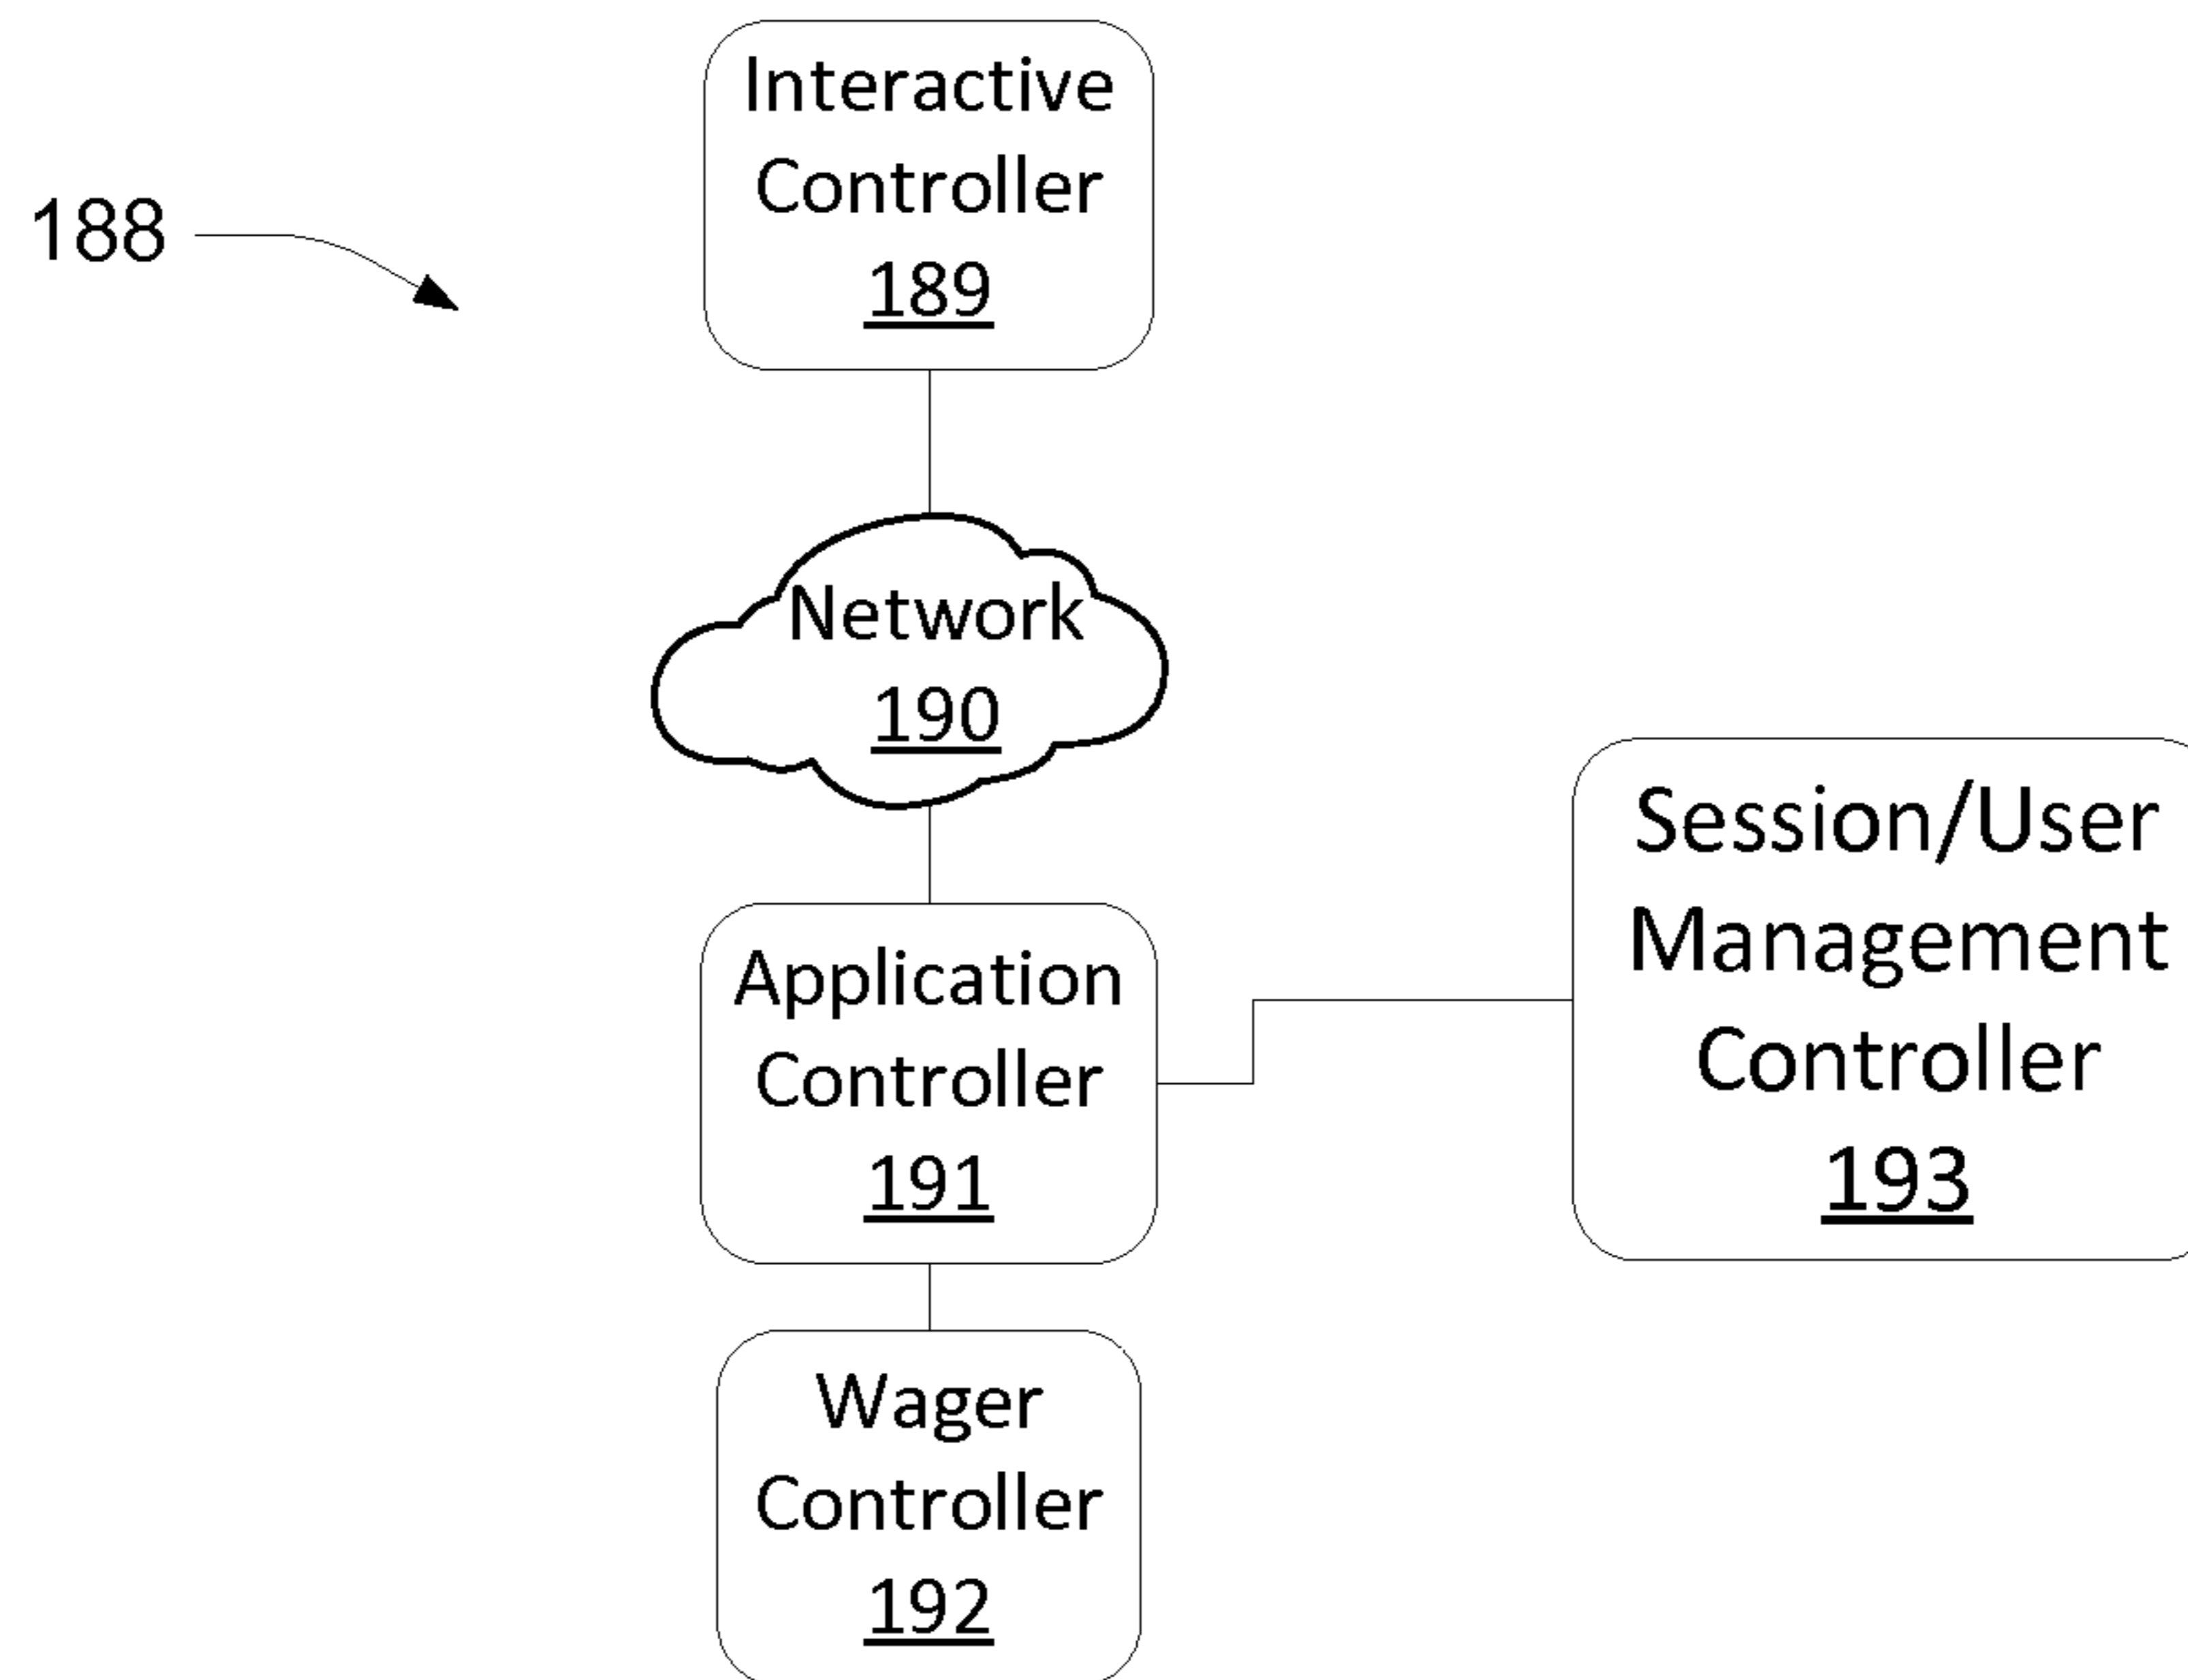 Interactive
Controller
189
188
Network
190
Application
Controller
191
Session/User
Management
Controller
193
Wager
Controller
192